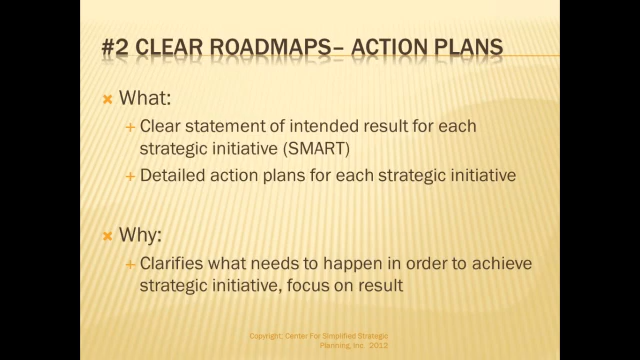 #2 CLEAR ROADMAPS– ACTION PLANS
What:
Clear statement of intended result for each
strategic initiative (SMART)
Detailed action plans for each strategic initiative
Why:
Clarifies what needs to happen in order to achieve
strategic initiative, focus on result
Copyright, Center For Simplified Strategic
Planning, Inc.  2012